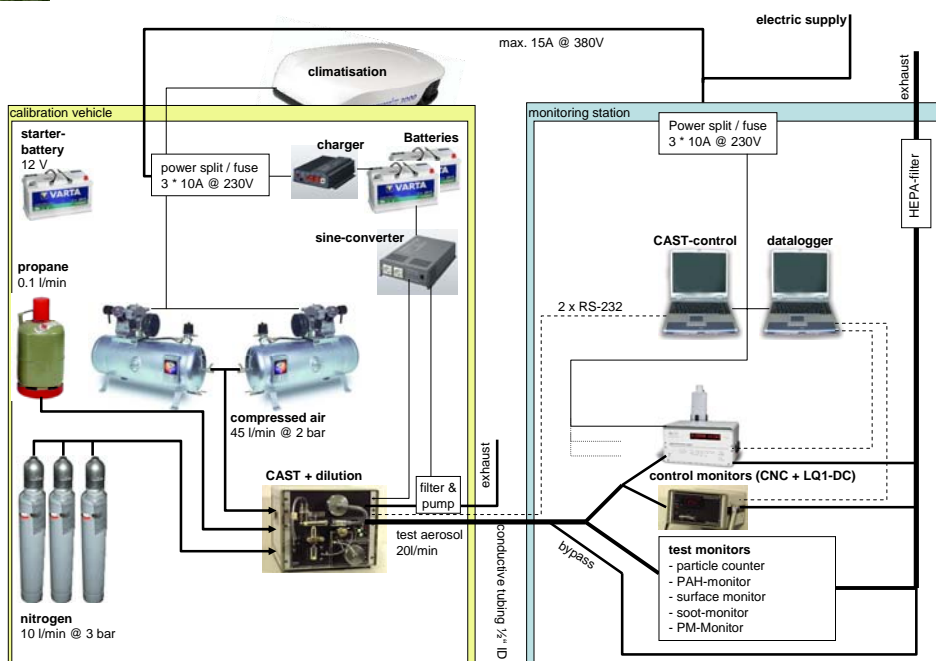 electric supply
max. 15A @ 380V
climatisation
exhaust
calibration vehicle
monitoring station
starter-
battery
12 V
VARTA
power split / fuse
3 * 10A @ 230V
charger
Batteries
VARTA
Power split / fuse
3 * 10A @ 230V
HEPA-filter
sine-converter
CAST-control
datalogger
propane
0.1 l/min
2 x RS-232
compressed air
45 l/min @ 2 bar
CAST + dilution
filter &
pump
exhaust
control monitors (CNC + LQ1-DC)
test aerosol
20l/min
conductive tubing ½" ID
bypass
test monitors
- particle counter
- PAH-monitor
- surface monitor
- soot-monitor
- PM-Monitor
nitrogen
10 l/min @ 3 bar